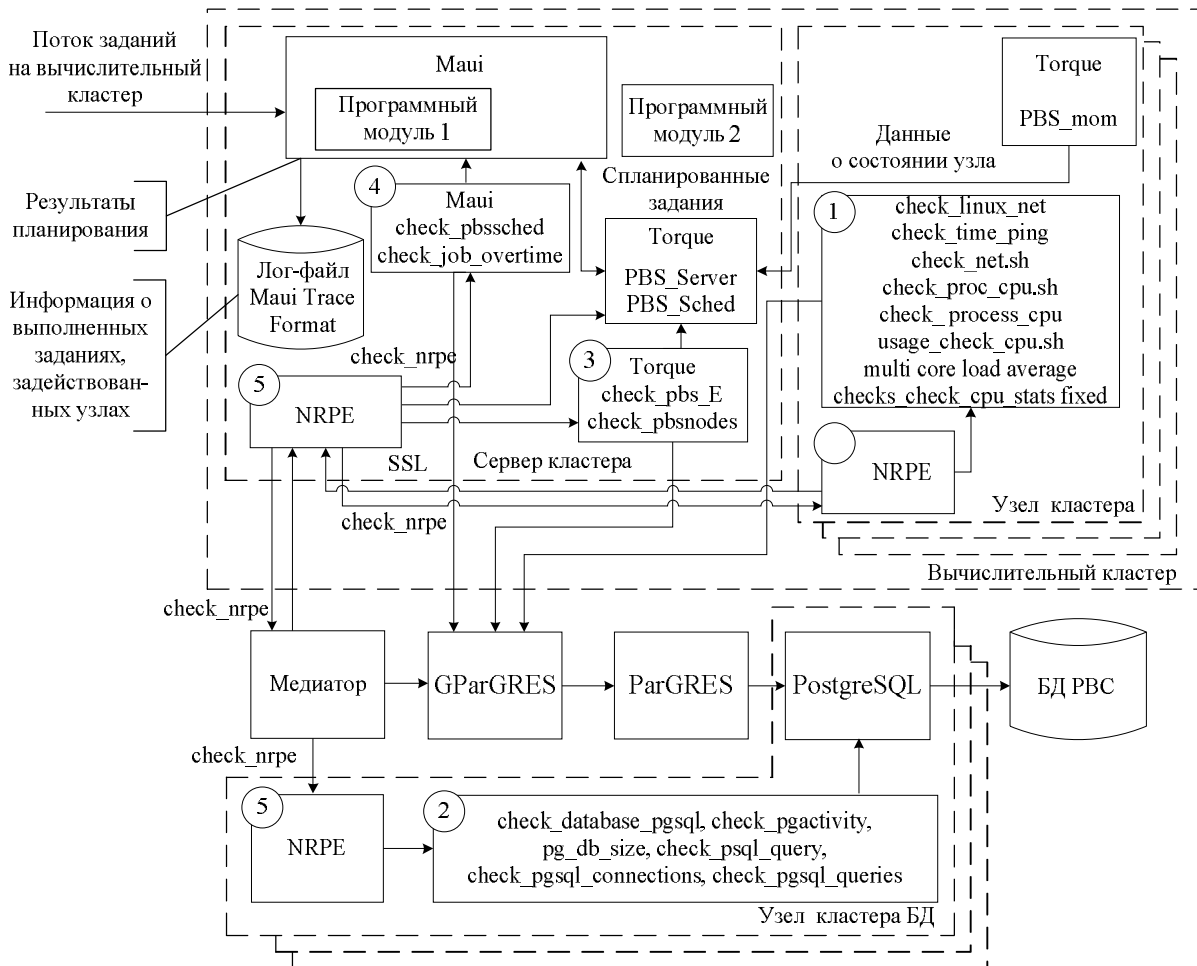 Поток заданий
на вычислительный
кластер
Результаты
планирования
Информация о
выполненных
заданиях,
задействован-
ных узлах
Maui
Программный
модуль 1
Программный
модуль 2
4
Maui
check_pbssched
check_job_overtime
Лог-файл
Maui Trace
Format
Спланированные
задания
Torque
PBS_Server
PBS_Sched
check_nrpe
3
Torque
check_pbs_E
check_pbsnodes
5
NRPE
SSL
Сервер кластера
check_nrpe
Torque
PBS_mom
Данные
о состоянии узла
1
check_linux_net
check_time_ping
check_net.sh
check_proc_cpu.sh
check_ process_cpu
usage_check_cpu.sh
multi core load average
checks_check_cpu_stats fixed
NRPE
Узел кластера
Вычислительный кластер
check_nrpe
Медиатор
GParGRES
ParGRES
PostgreSQL
БД РВС
check_nrpe
5
NRPE
2
check_database_pgsql, check_pgactivity,
pg_db_size, check_psql_query,
check_pgsql_connections, check_pgsql_queries
Узел кластера БД